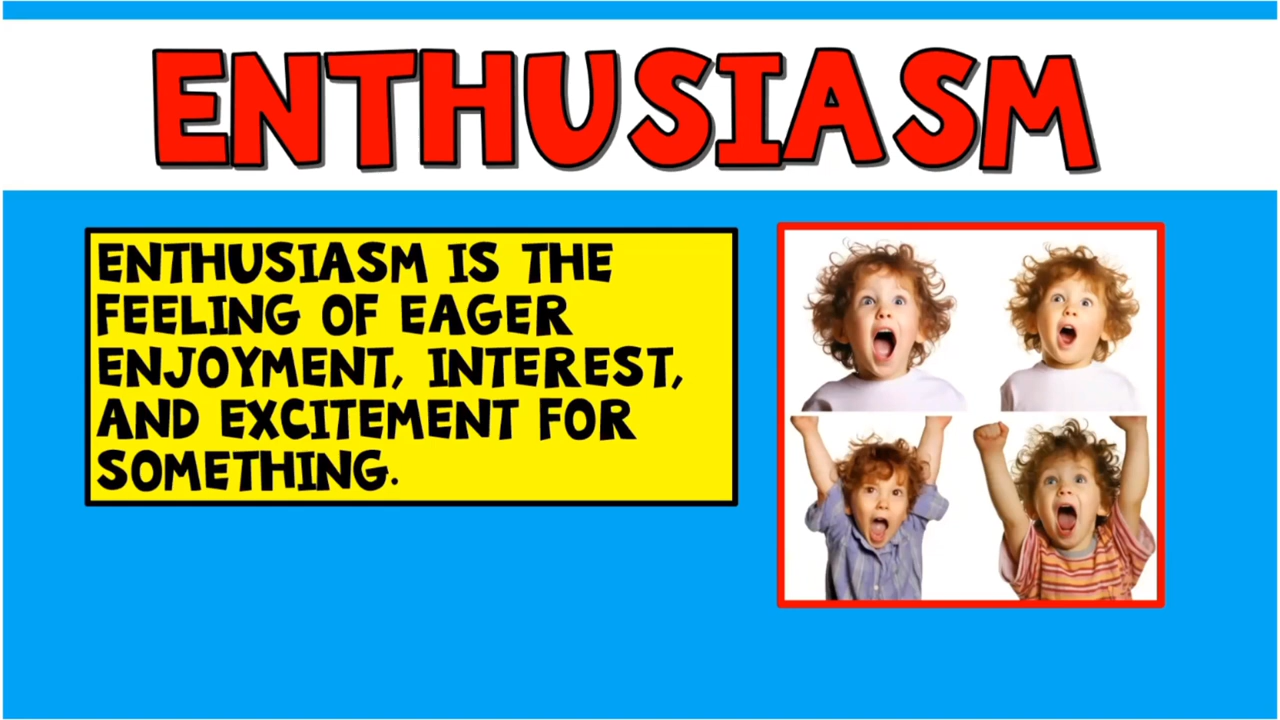 ENTHUSIASM
ENTHUSIASM IS THE
FEELING OF EAGER
ENJOYMENT, INTEREST,
AND EXCITEMENT FOR
SOMETHING.